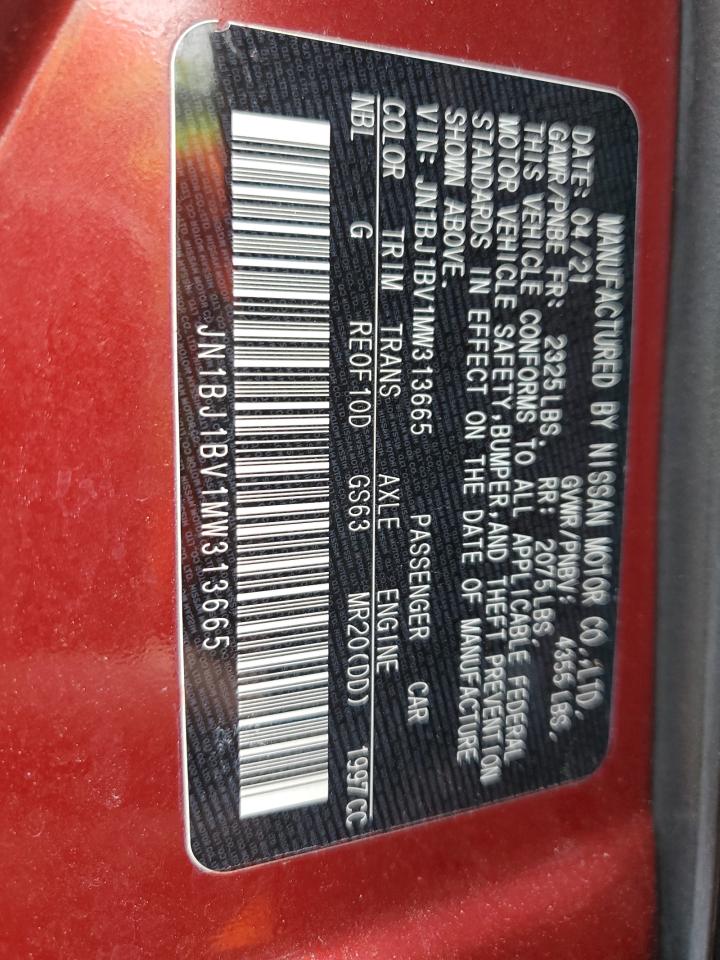 MANUFACTURED BY NISSAN MOTOR CO.,LTD.
DATE: 04/21 GVWR/PNBV: 4355 LBS.
GAWR/PNBE FR: 2325 LBS. RR: 2075 LBS.
THIS VEHICLE CONFORMS TO ALL APPLICABLE FEDERAL
MOTOR VEHICLE SAFETY,BUMPER,AND THEFT PREVENTION
STANDARDS IN EFFECT ON THE DATE OF MANUFACTURE
SHOWN ABOVE.
VIN: JN1BJ1BV1MW313665 PASSENGER CAR
COLOR TRIM TRANS AXLE ENGINE
NBL G RE0F10D GS63 MR20(DD) 1997CC
JN1BJ1BV1MW313665